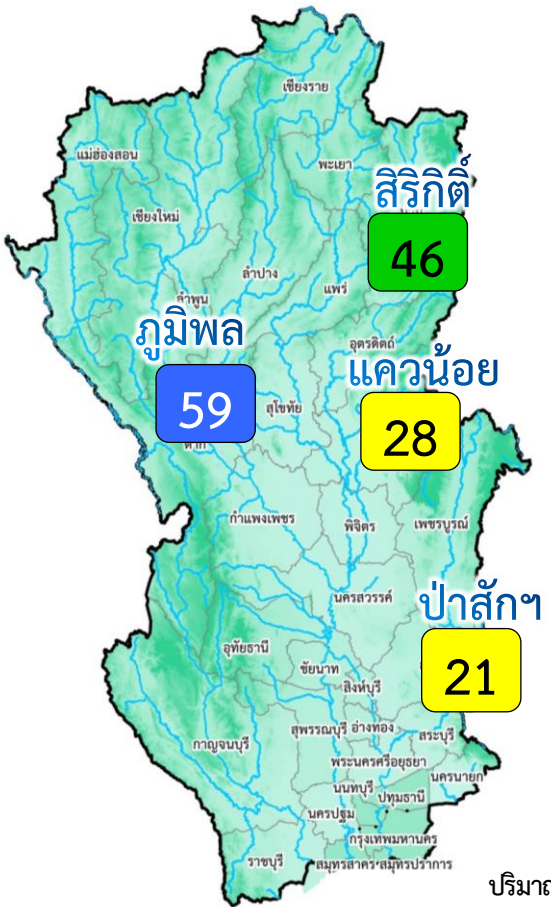 เชียงราย
แม่ฮ่องสอน
พะเยา
สิริกิติ์
เชียงใหม่
46
ลำปาง
แพร่
ลำพูน
ภูมิพล
อุตรดิตถ์
แควน้อย
59
สุโขทัย
28
ตาก
กำแพงเพชร
พิจิตร
เพชรบูรณ์
นครสวรรค์
ป่าสักฯ
อุทัยธานี
ชัยนาท
21
สิงห์บุรี
สุพรรณบุรี อ่างทอง
สระบุรี
กาญจนบุรี
พระนครศรีอยุธยา
นครนายก
นนทบุรี
ปทุมธานี
นครปฐม
กรุงเทพมหานคร
ราชบุรี
สมุทรสาคร
สมุทรปราการ